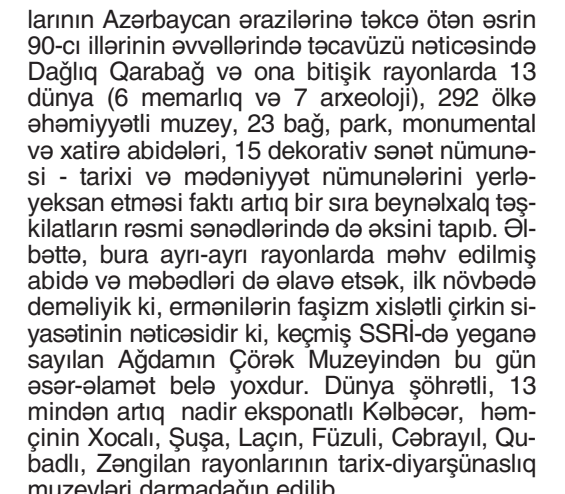 larının Azərbaycan ərazilərinə təkcə ötən əsrin
90-cı illərinin əvvəllərində təcavüzü nəticəsində
Dağlıq Qarabağ və ona bitişik rayonlarda 13
dünya (6 memarlıq və 7 arxeoloji), 292 ölkə
əhəmiyyətli muzey, 23 bağ, park, monumental
və xatirə abidələri, 15 dekorativ sənət nümunə-
si - tarixi və mədəniyyət nümunələrini yerlə-
yeksan etməsi faktı artıq bir sıra beynəlxalq təş-
kilatların rəsmi sənədlərində də əksini tapıb. Əl-
bəttə, bura ayrı-ayrı rayonlarda məhv edilmiş
abidə və məbədləri də əlavə etsək, ilk növbədə
deməliyik ki, ermənilərin faşizm xislətli çirkin si-
yasətinin nəticəsidir ki, keçmiş SSRİ-də yeganə
sayılan Ağdamın Çörək Muzeyindən bu gün
əsər-əlamət belə yoxdur. Dünya şöhrətli, 13
mindən artıq nadir eksponatlı Kəlbəcər, həm-
çinin Xocalı, Şuşa, Laçın, Füzuli, Cəbrayıl, Qu-
badlı, Zəngilan rayonlarının tarix-diyarşünaslıq
muzeyləri darmadağın edilib